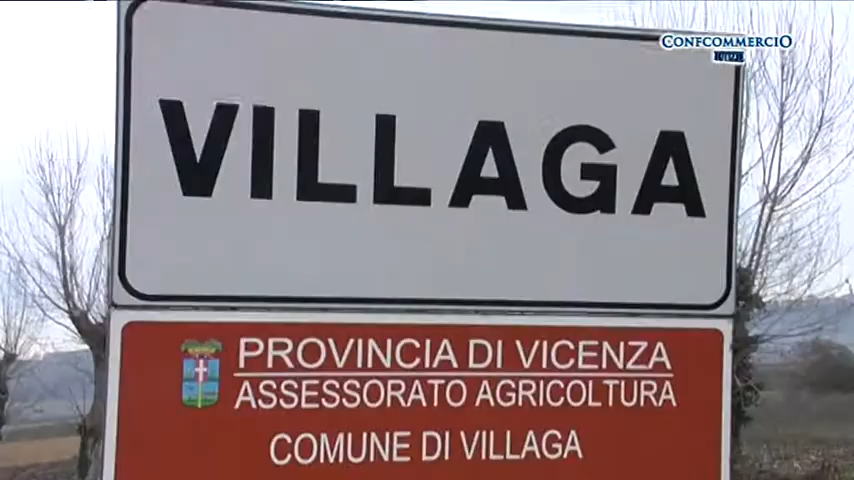 CONFCOMMERCIO
VILLAGA
PROVINCIA DI VICENZA
ASSESSORATO AGRICOLTURA
COMUNE DI VILLAGA